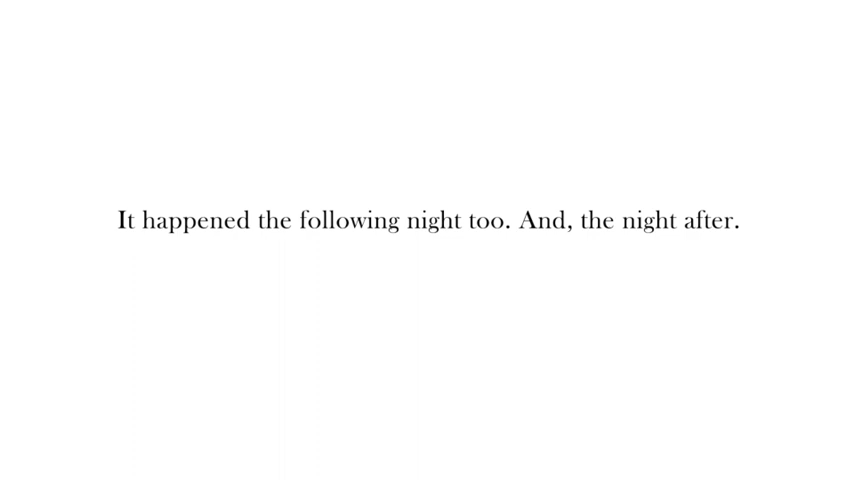 It happened the following night too. And, the night after.